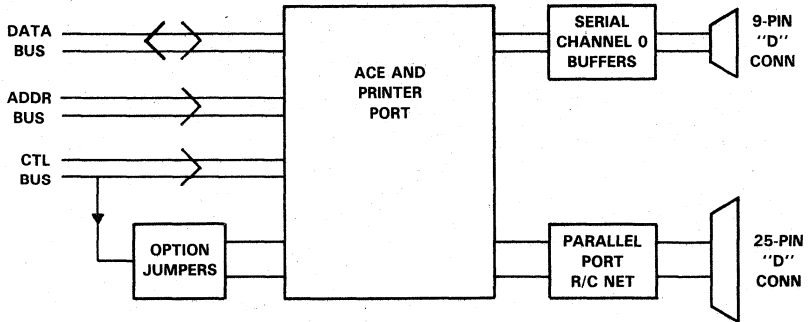 DATA
BUS
ADDR
BUS
CTL
BUS
OPTION
JUMPERS
ACE AND
PRINTER
PORT
SERIAL
CHANNEL 0
BUFFERS
9-PIN
"D"
CONN
PARALLEL
PORT
R/C NET
25-PIN
"D"
CONN